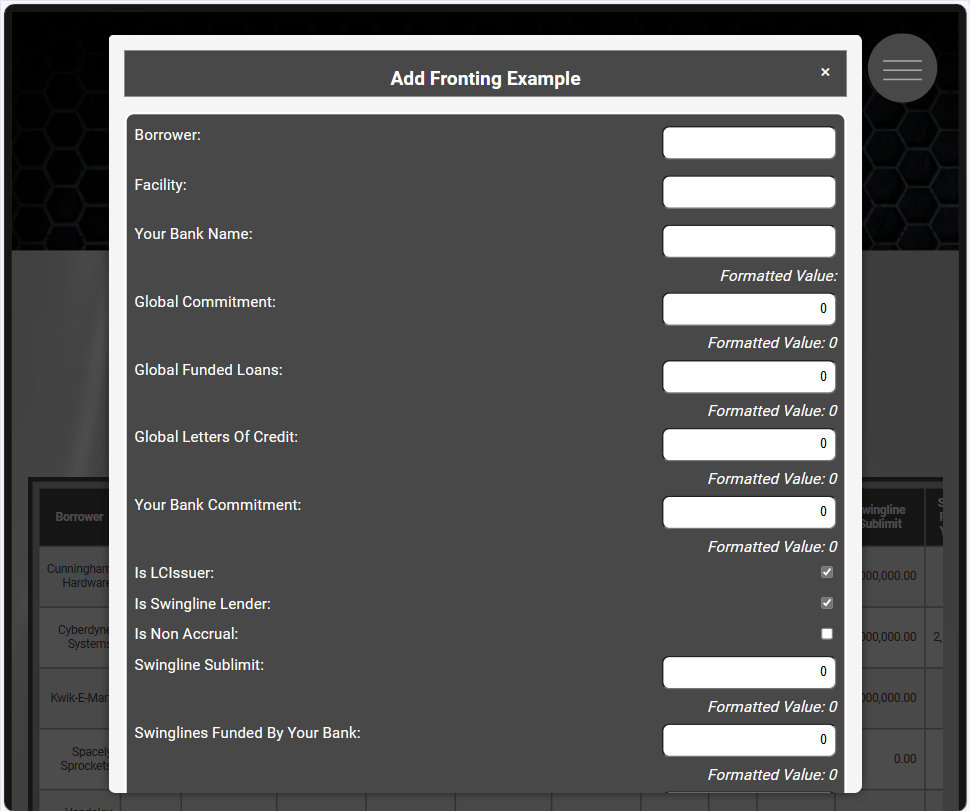 Add Fronting Example
×
Borrower:
Facility:
Your Bank Name:
Formatted Value:
Global Commitment:
0
Formatted Value: 0
Global Funded Loans:
0
Formatted Value: 0
Global Letters Of Credit:
0
Formatted Value: 0
Your Bank Commitment:
0
Formatted Value: 0
Is LCIssuer:
Is Swingline Lender:
Is Non Accrual:
Swingline Sublimit:
0
Formatted Value: 0
Swinglines Funded By Your Bank:
0
Formatted Value: 0
Borrower
Cunningham
Hardware
000,000.00
Cyberdyne
Systems
000,000.00
2,
Kwik-E-Mar
000,000.00
Spacely
Sprockets
0.00